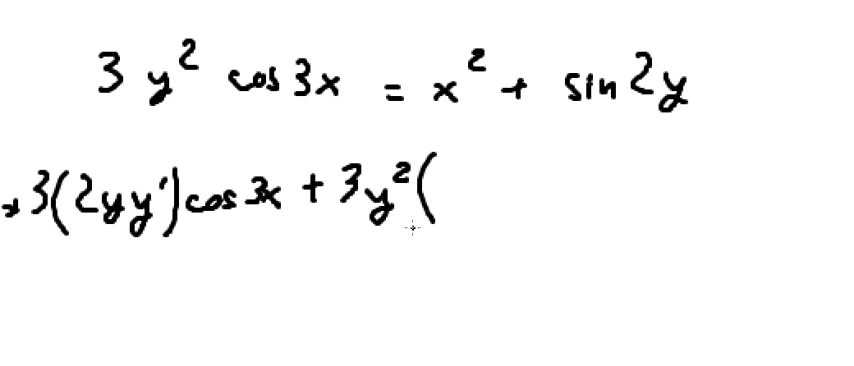 3 y² cos 3x = x² + sin 2y
→ 3(2yy')cos 3x + 3y²(